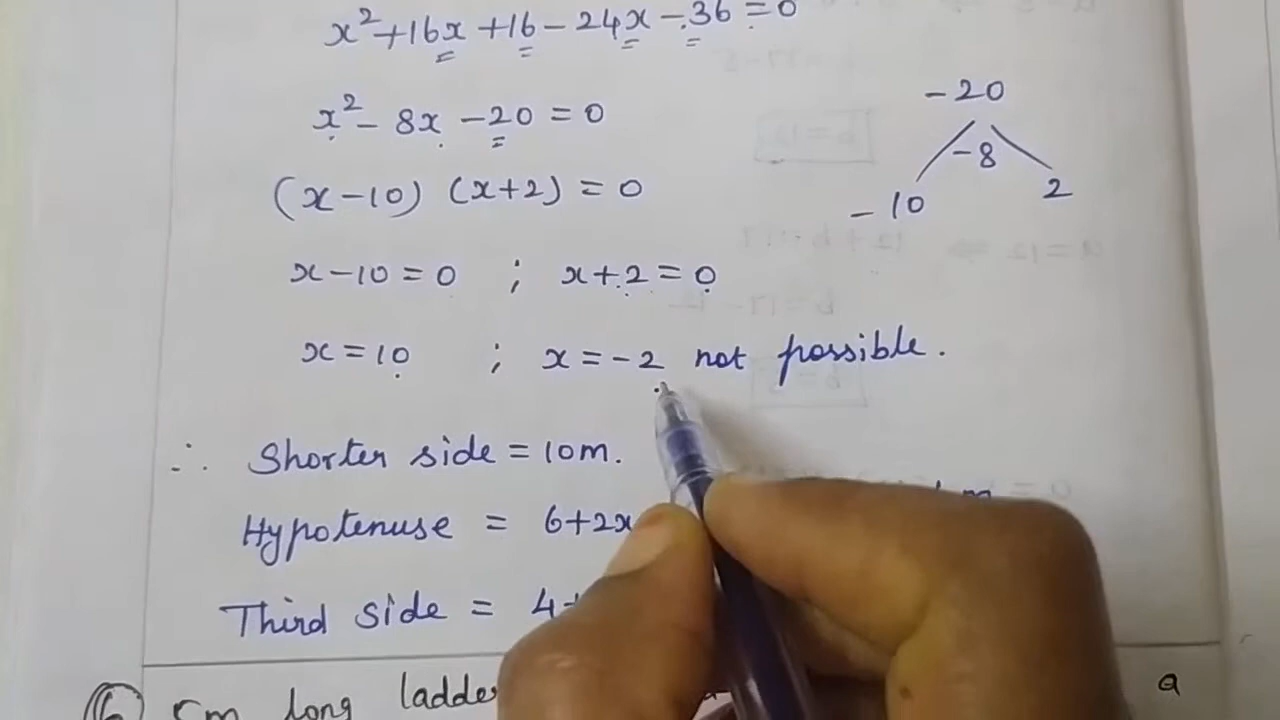 x² + 16x + 16 - 24x - 36 = 0
x² - 8x - 20 = 0
(x - 10) (x + 2) = 0
x - 10 = 0 ; x + 2 = 0
x = 10 ; x = -2 not possible.
∴ Shorter side = 10m.
Hypotenuse = 6+2x
Third side = 4+
-20
-8
-10 2
long ladder a